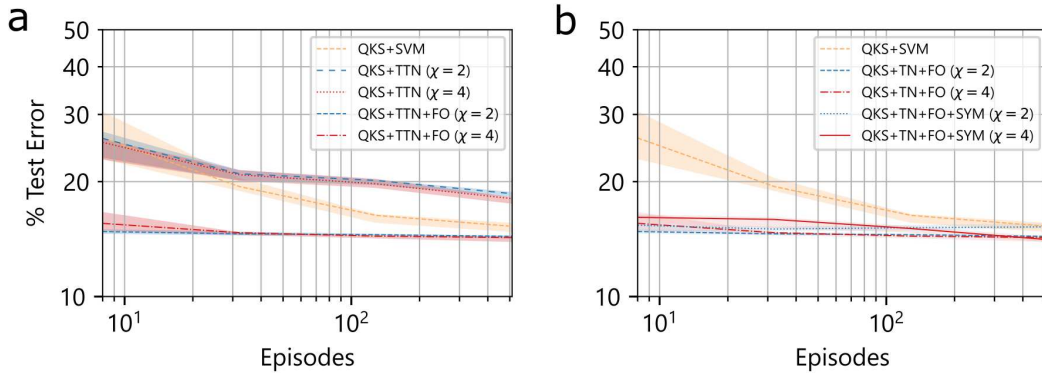 a
% Test Error
50
40
30
20
10
QKS+SVM
QKS+TTN (χ = 2)
QKS+TTN (χ = 4)
QKS+TTN+FO (χ = 2)
QKS+TTN+FO (χ = 4)
10¹
10²
Episodes
b
50
40
30
20
10
QKS+SVM
QKS+TN+FO (χ = 2)
QKS+TN+FO (χ = 4)
QKS+TN+FO+SYM (χ = 2)
QKS+TN+FO+SYM (χ = 4)
10¹
10²
Episodes